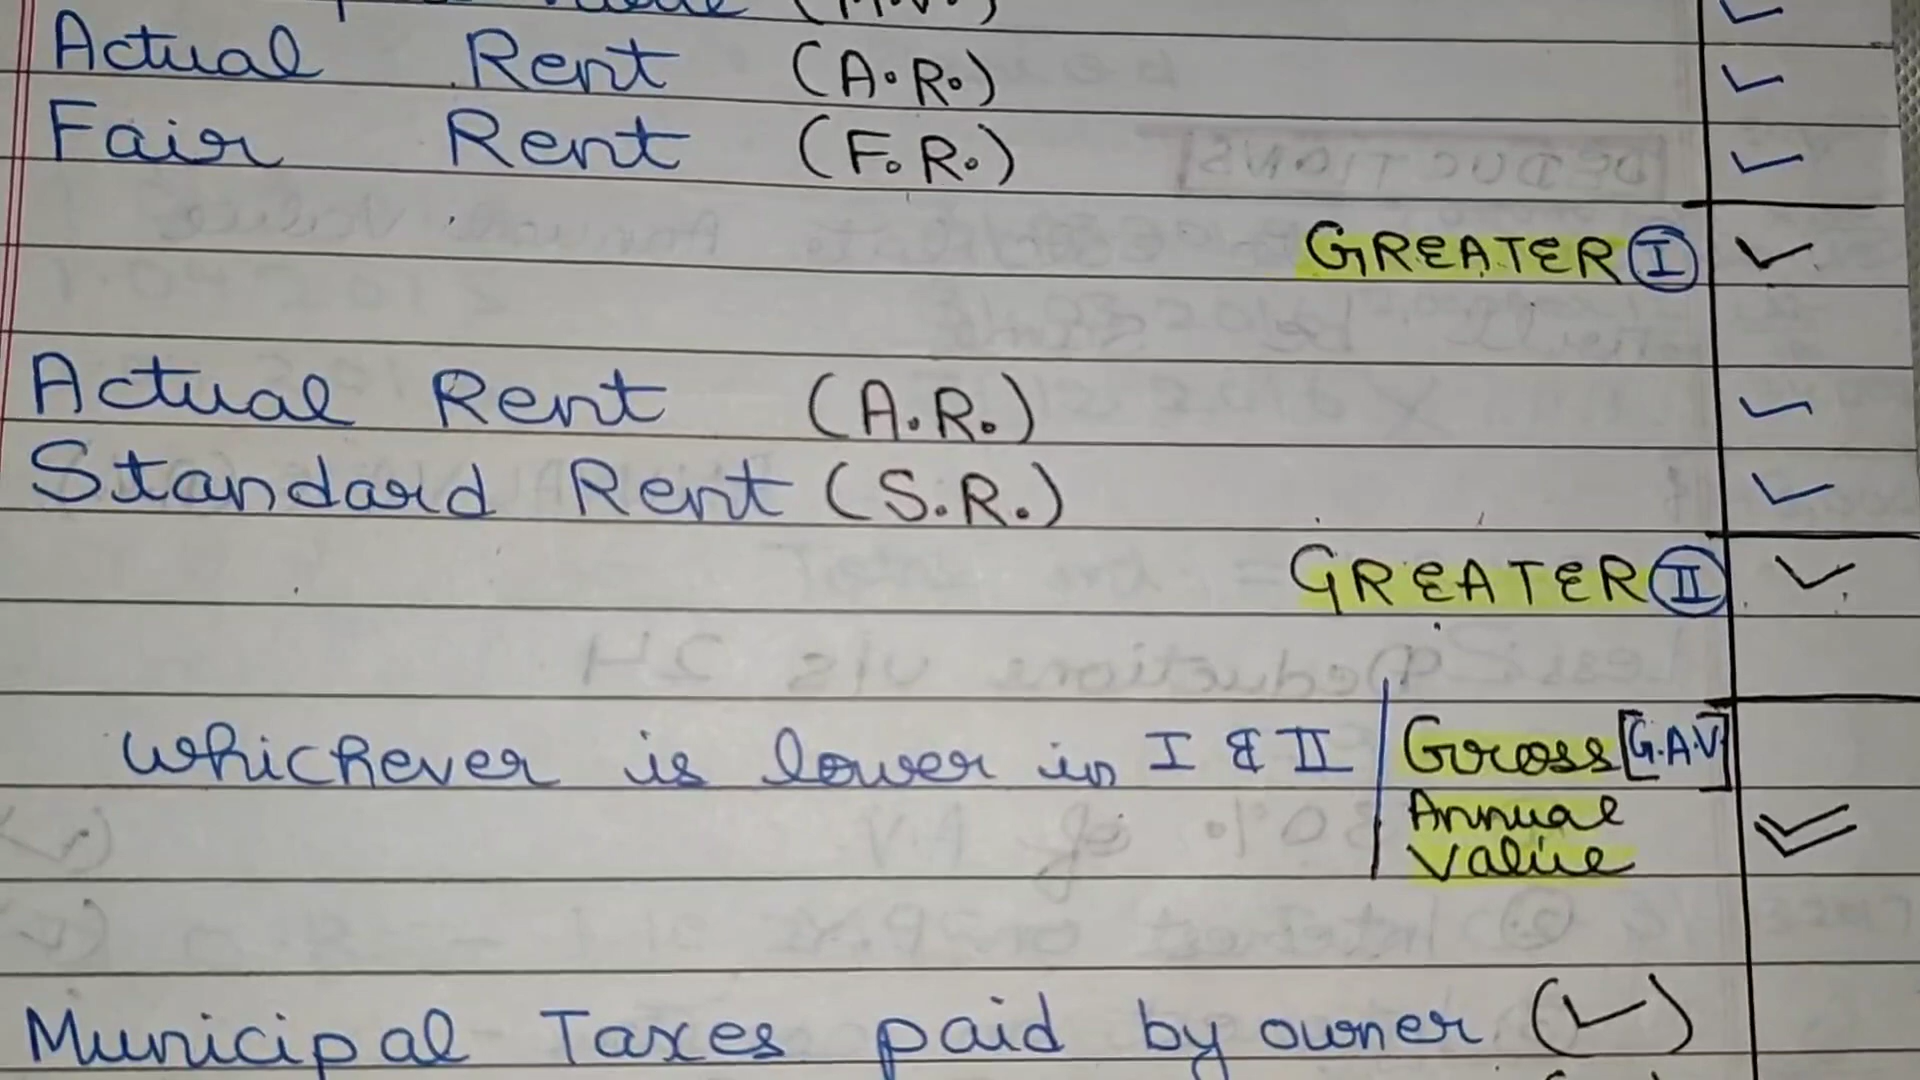 Value (M.V.)
Actual Rent (A.R.)
Fair Rent (F.R.)
GREATER I
Actual Rent (A.R.)
Standard Rent (S.R.)
GREATER II
Whichever is lower in I & II Gross [G.A.V]
Annual
Value
Municipal Taxes paid by owner